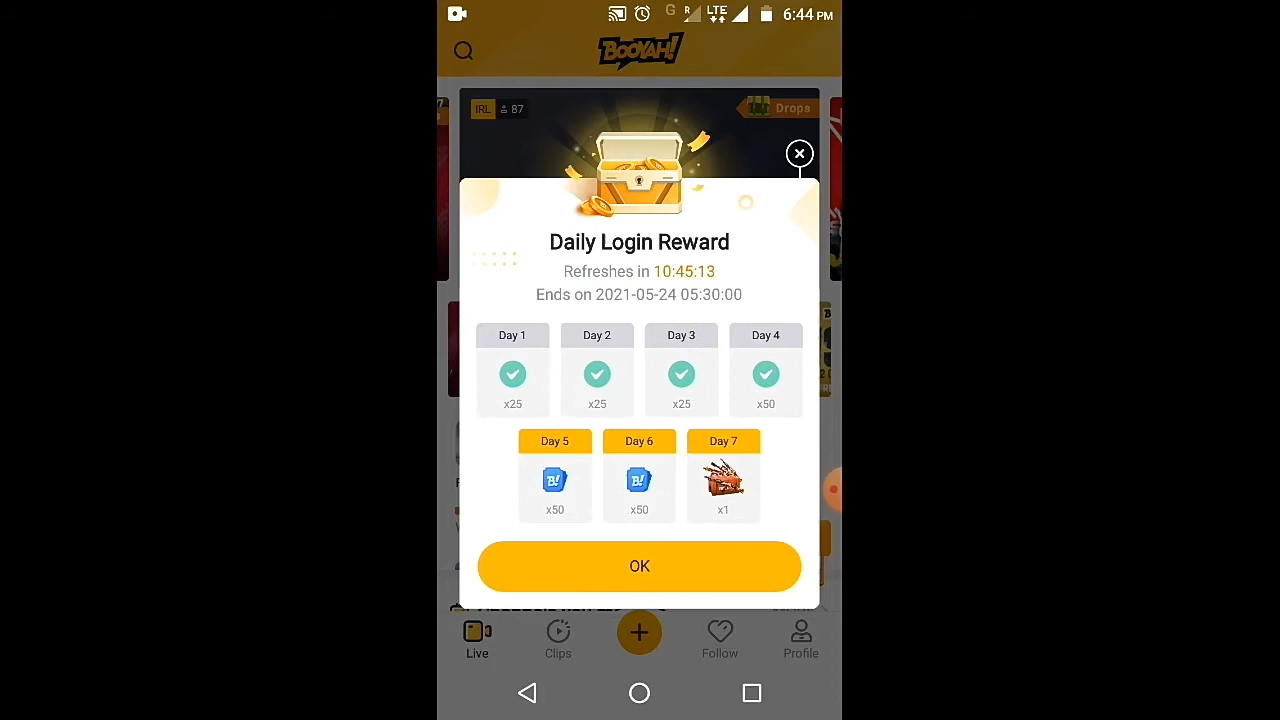 G R LTE 6:44 PM
BOOYAH!
IRL 87
Drops
Daily Login Reward
Refreshes in 10:45:13
Ends on 2021-05-24 05:30:00
Day 1 Day 2 Day 3 Day 4
x25 x25 x25 x50
Day 5 Day 6 Day 7
B! B!
x50 x50 x1
OK
Live Clips Follow Profile